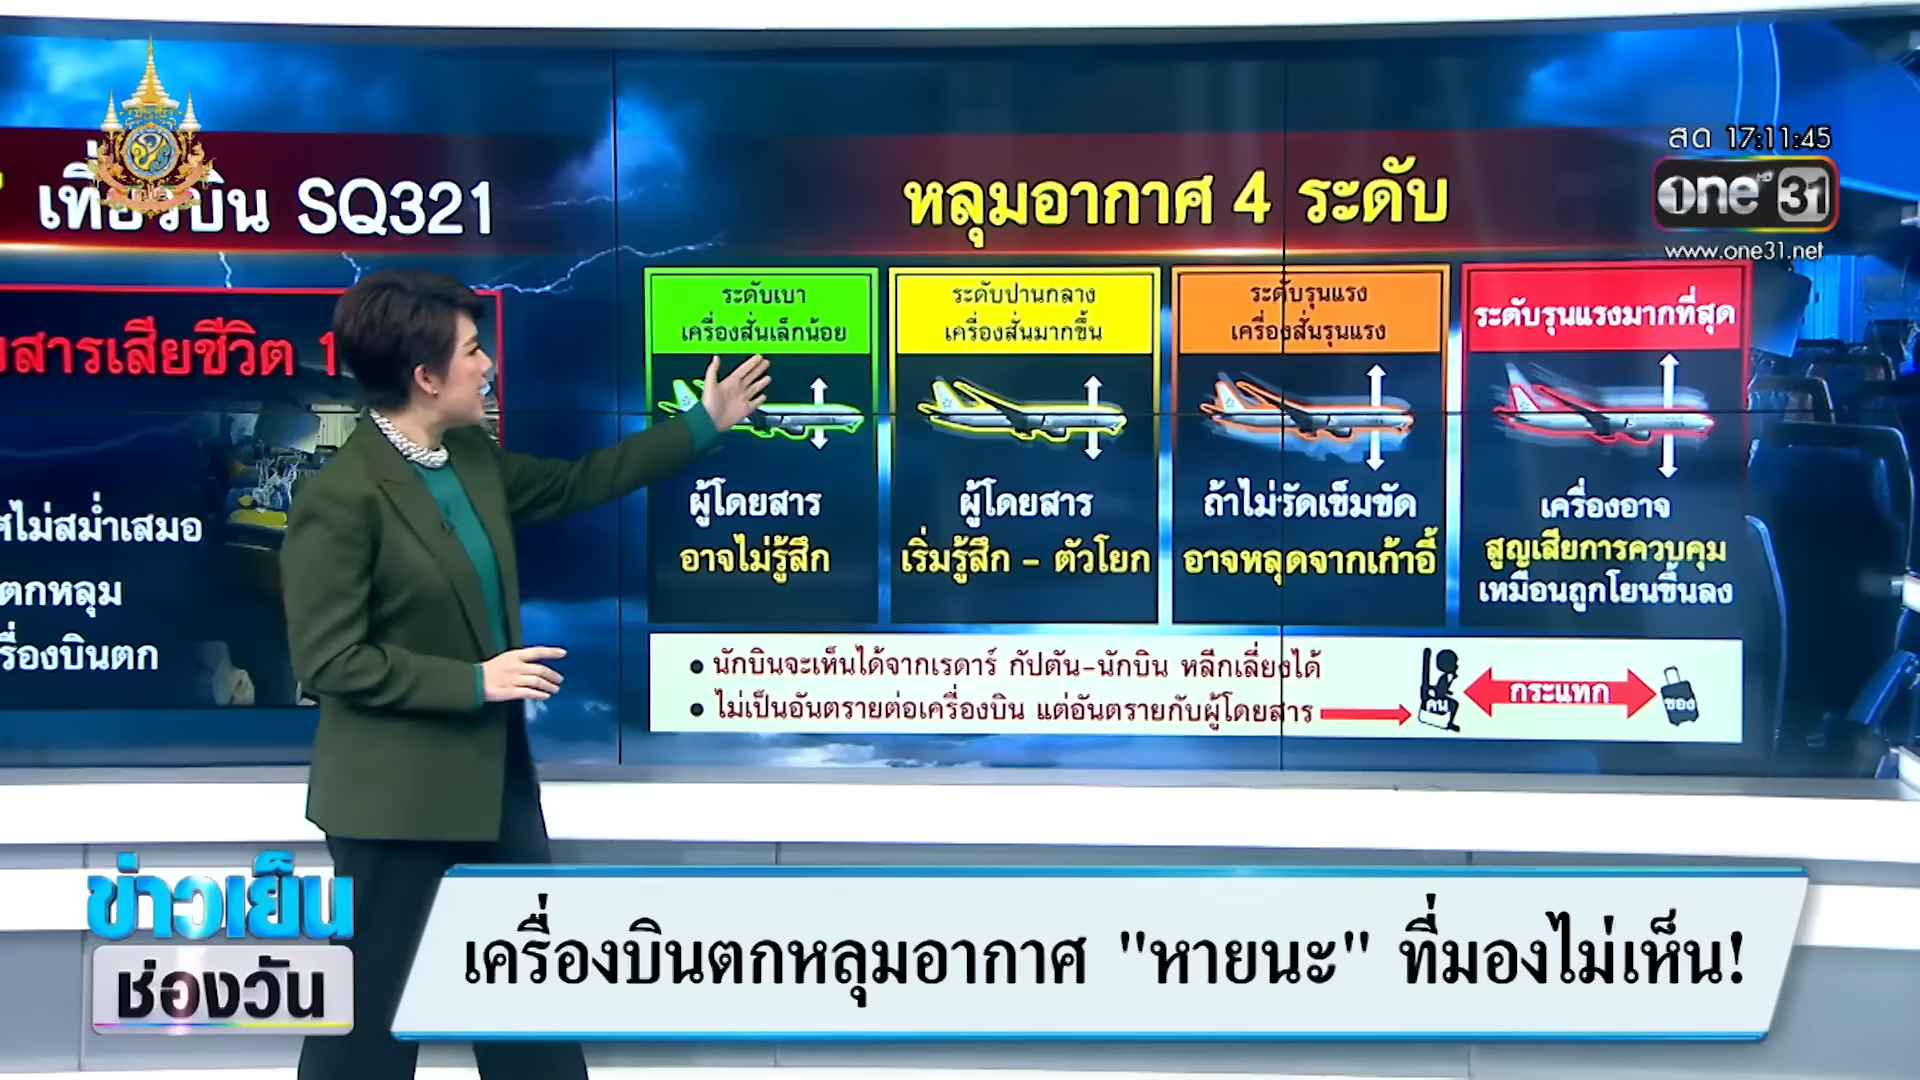 เที่ยวบิน SQ321
สารเสียชีวิต 1
ไม่สม่ำเสมอ
ตกหลุม
เครื่องบินตก
หลุมอากาศ 4 ระดับ
ระดับเบา
เครื่องสั่นเล็กน้อย
ผู้โดยสาร
อาจไม่รู้สึก
ระดับปานกลาง
เครื่องสั่นมากขึ้น
ผู้โดยสาร
เริ่มรู้สึก - ตัวโยก
ระดับรุนแรง
เครื่องสั่นรุนแรง
ถ้าไม่รัดเข็มขัด
อาจหลุดจากเก้าอี้
ระดับรุนแรงมากที่สุด
เครื่องอาจ
สูญเสียการควบคุม
เหมือนถูกโยนขึ้นลง
• นักบินจะเห็นได้จากเรดาร์ กัปตัน-นักบิน หลีกเลี่ยงได้
• ไม่เป็นอันตรายต่อเครื่องบิน แต่อันตรายกับผู้โดยสาร
คน
กระแทก
ของ
สด 17:11:45
one HD 31
www.one31.net
ข่าวเย็น
ช่องวัน
เครื่องบินตกหลุมอากาศ "หายนะ" ที่มองไม่เห็น!